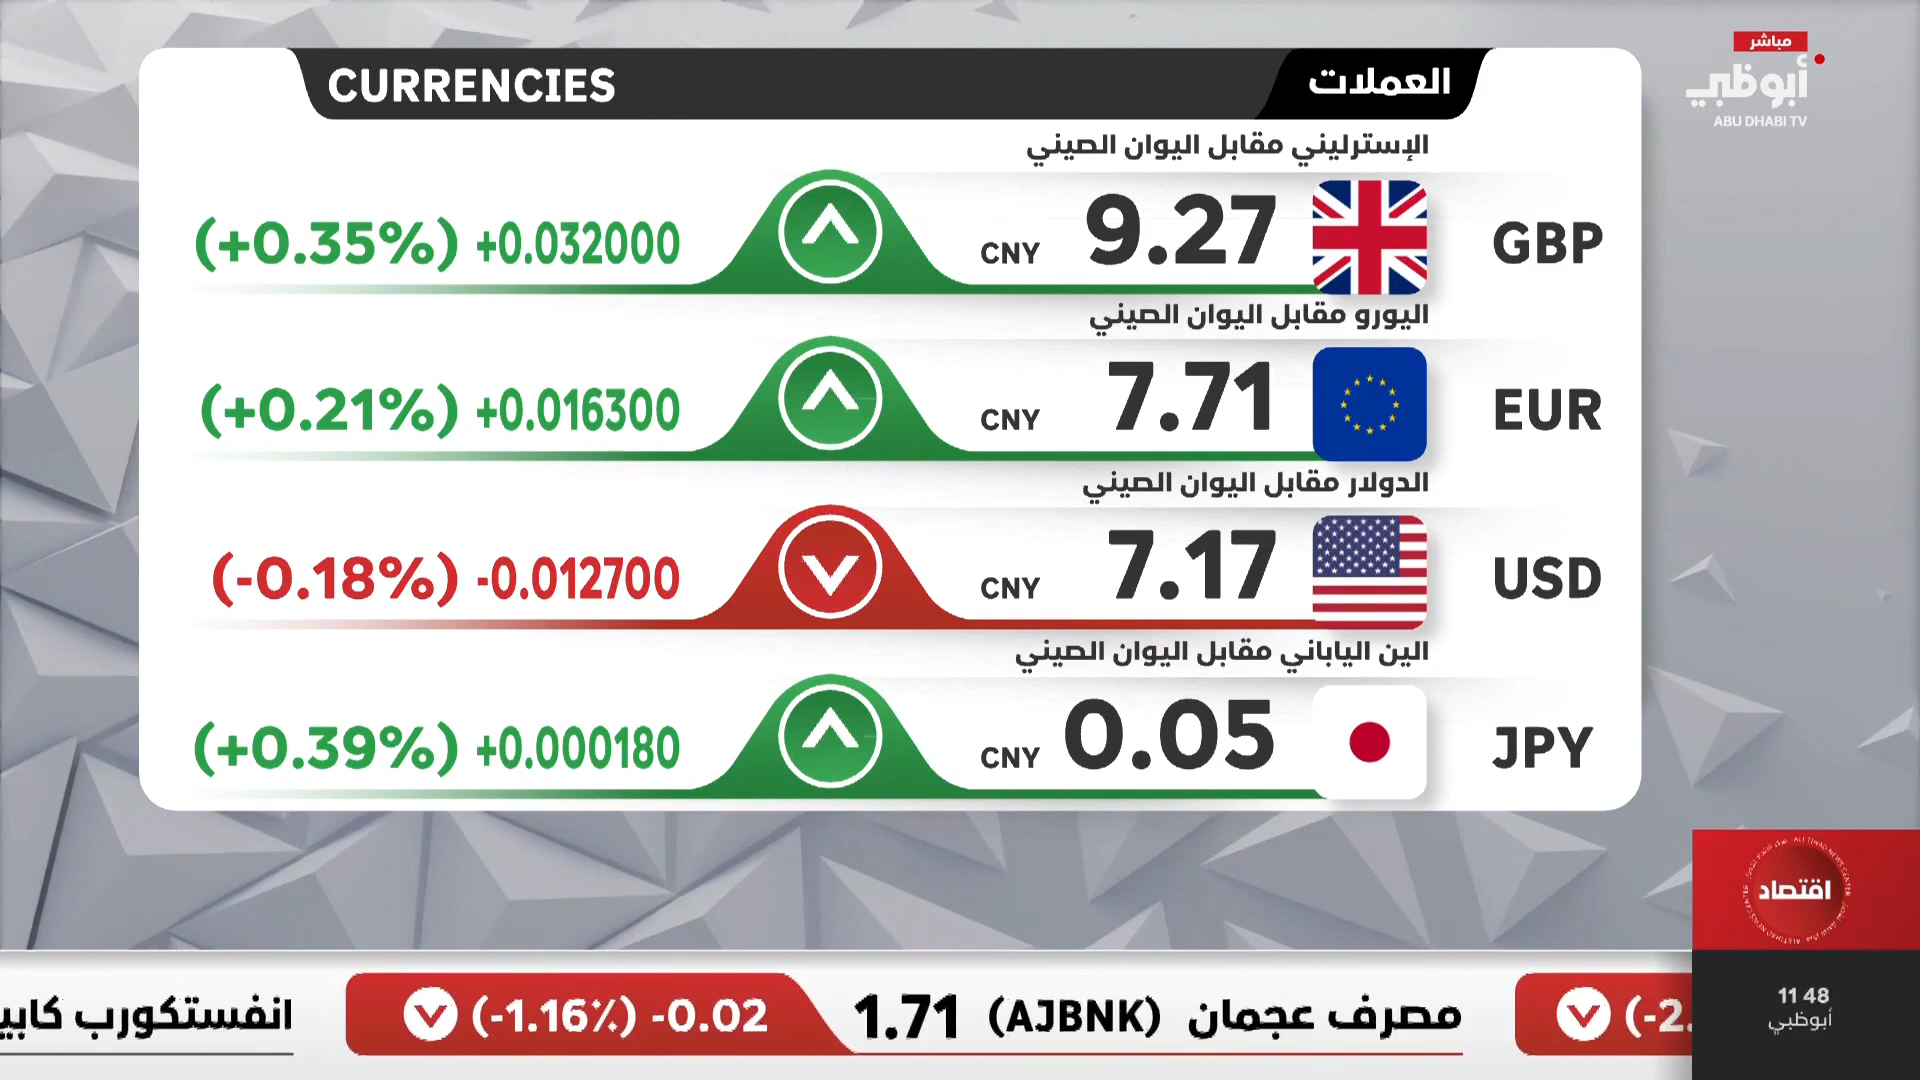 CURRENCIES
العملات
مباشر
أبوظبي
ABU DHABI TV
الإسترليني مقابل اليوان الصيني
GBP 9.27 CNY +0.032000 (+0.35%)
اليورو مقابل اليوان الصيني
EUR 7.71 CNY +0.016300 (+0.21%)
الدولار مقابل اليوان الصيني
USD 7.17 CNY -0.012700 (-0.18%)
الين الياباني مقابل اليوان الصيني
JPY 0.05 CNY +0.000180 (+0.39%)
اقتصاد
(-2.
مصرف عجمان (AJBNK) 1.71 -0.02 (-1.16%)
انفستكورب كابي
11 48
أبوظبي